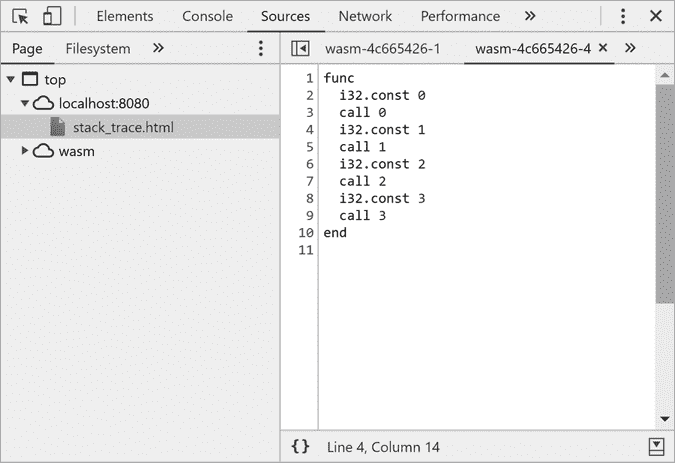 Elements Console Sources Network Performance »
Page Filesystem »
wasm-4c665426-1 wasm-4c665426-4 × »
top
localhost:8080
stack_trace.html
wasm
1 func
2 i32.const 0
3 call 0
4 i32.const 1
5 call 1
6 i32.const 2
7 call 2
8 i32.const 3
9 call 3
10 end
11
{} Line 4, Column 14